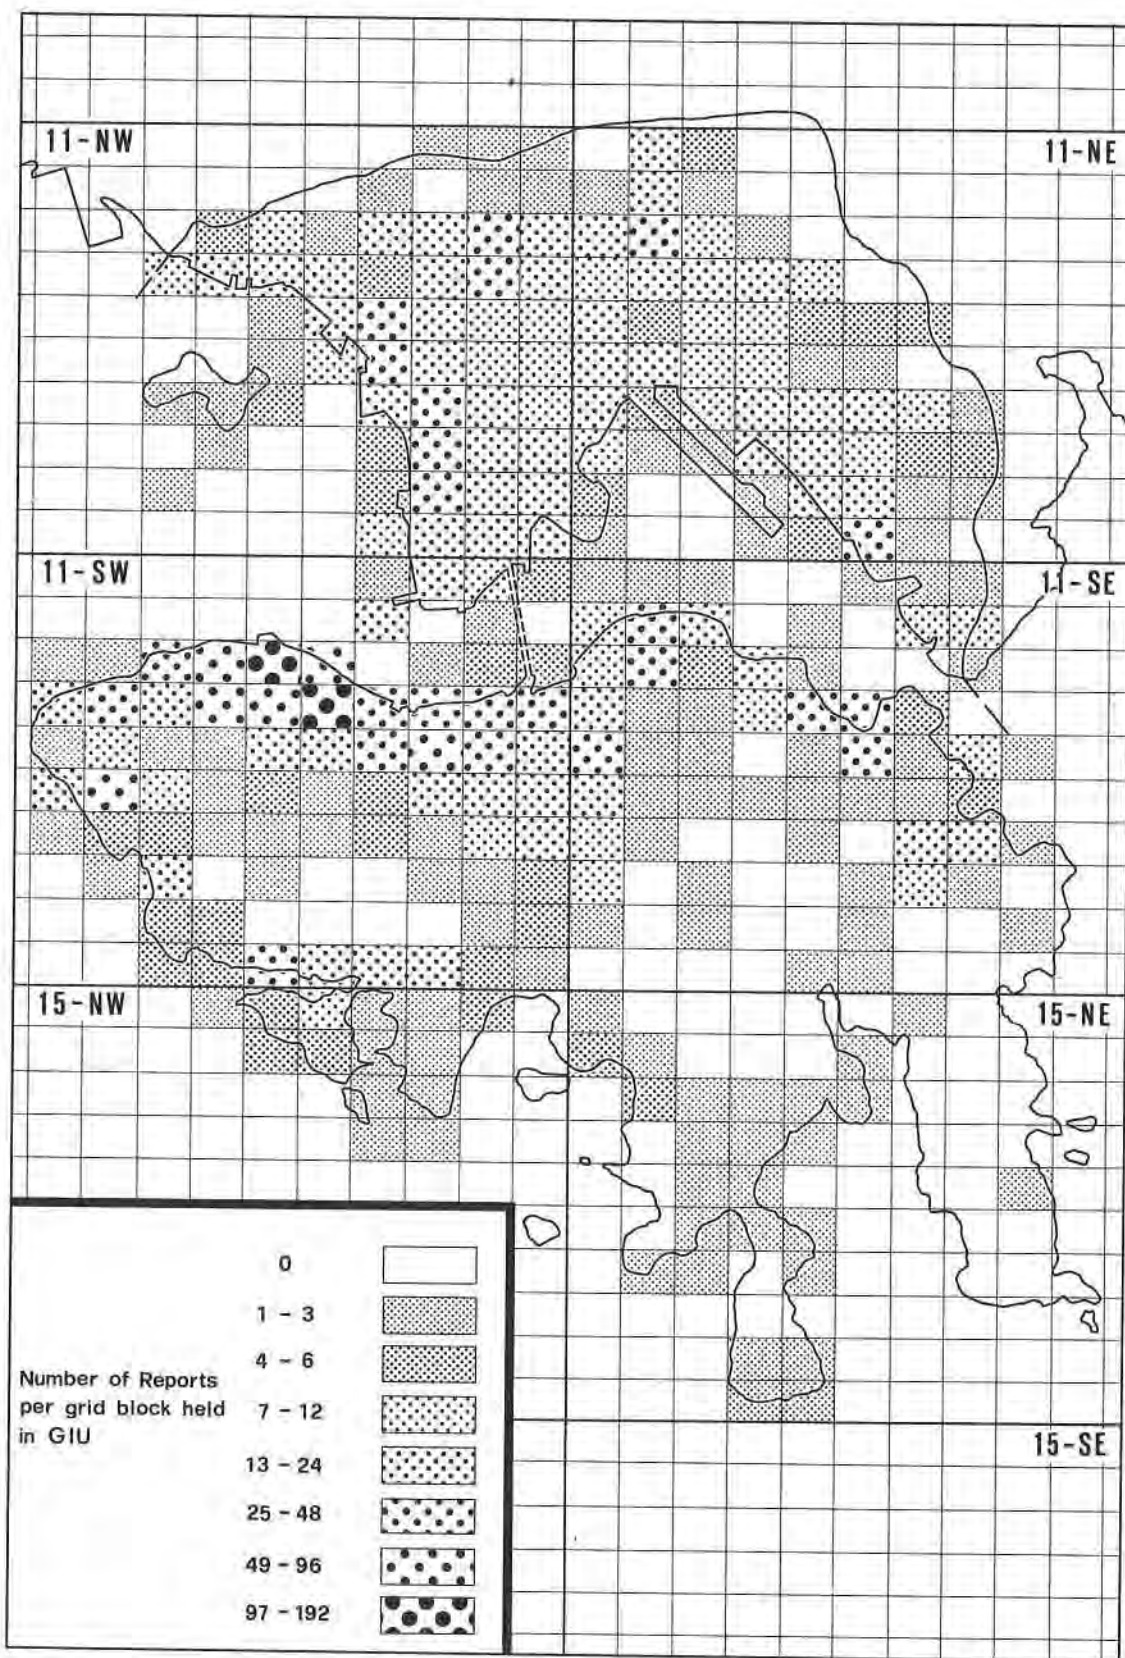 11-NW
11-NE
11-SW
11-SE
15-NW
15-NE
15-SE
0
1 - 3
4 - 6
Number of Reports
per grid block held
in GIU
7 - 12
13 - 24
25 - 48
49 - 96
97 - 192